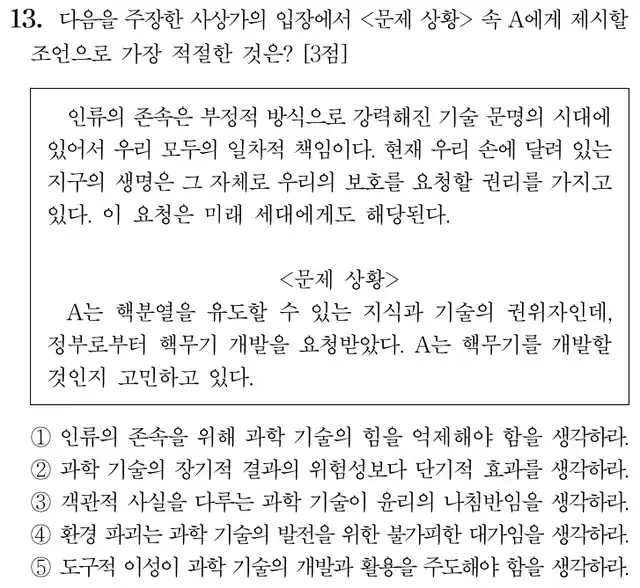 13. 다음을 주장한 사상가의 입장에서 <문제 상황> 속 A에게 제시할
조언으로 가장 적절한 것은? [3점]
인류의 존속은 부정적 방식으로 강력해진 기술 문명의 시대에
있어서 우리 모두의 일차적 책임이다. 현재 우리 손에 달려 있는
지구의 생명은 그 자체로 우리의 보호를 요청할 권리를 가지고
있다. 이 요청은 미래 세대에게도 해당된다.
<문제 상황>
A는 핵분열을 유도할 수 있는 지식과 기술의 권위자인데,
정부로부터 핵무기 개발을 요청받았다. A는 핵무기를 개발할
것인지 고민하고 있다.
① 인류의 존속을 위해 과학 기술의 힘을 억제해야 함을 생각하라.
② 과학 기술의 장기적 결과의 위험성보다 단기적 효과를 생각하라.
③ 객관적 사실을 다루는 과학 기술이 윤리의 나침반임을 생각하라.
④ 환경 파괴는 과학 기술의 발전을 위한 불가피한 대가임을 생각하라.
⑤ 도구적 이성이 과학 기술의 개발과 활용을 주도해야 함을 생각하라.